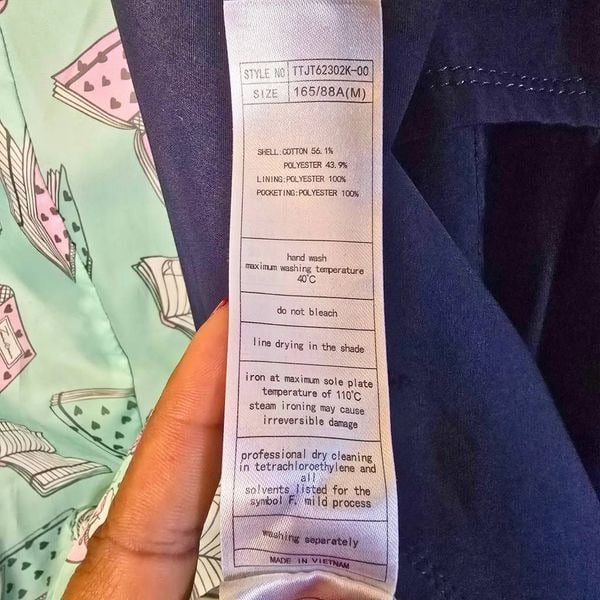 STYLE NO TTJT62302K-00
SIZE 165/88A(M)
SHELL:COTTON 56.1%
POLYESTER 43.9%
LINING:POLYESTER 100%
POCKETING:POLYESTER 100%
hand wash
maximum washing temperature
40°C
do not bleach
line drying in the shade
iron at maximum sole plate
temperature of 110°C
steam ironing may cause
irreversible damage
professional dry cleaning
in tetrachloroethylene and
all
solvents listed for the
symbol F. mild process
washing separately
MADE IN VIETNAM